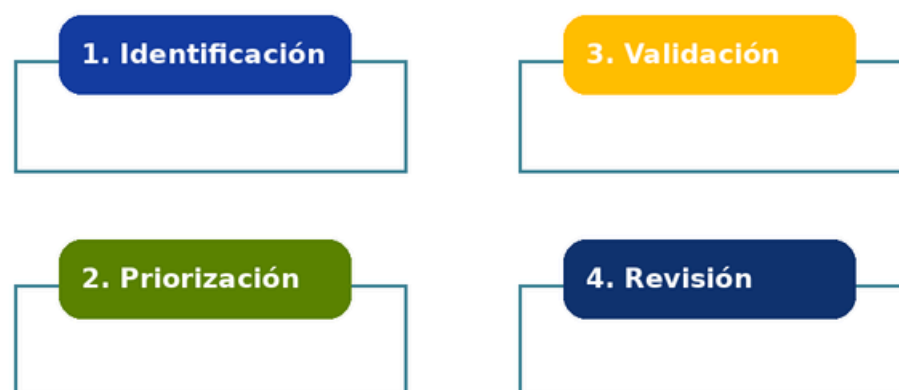 1. Identificación
2. Priorización
3. Validación
4. Revisión